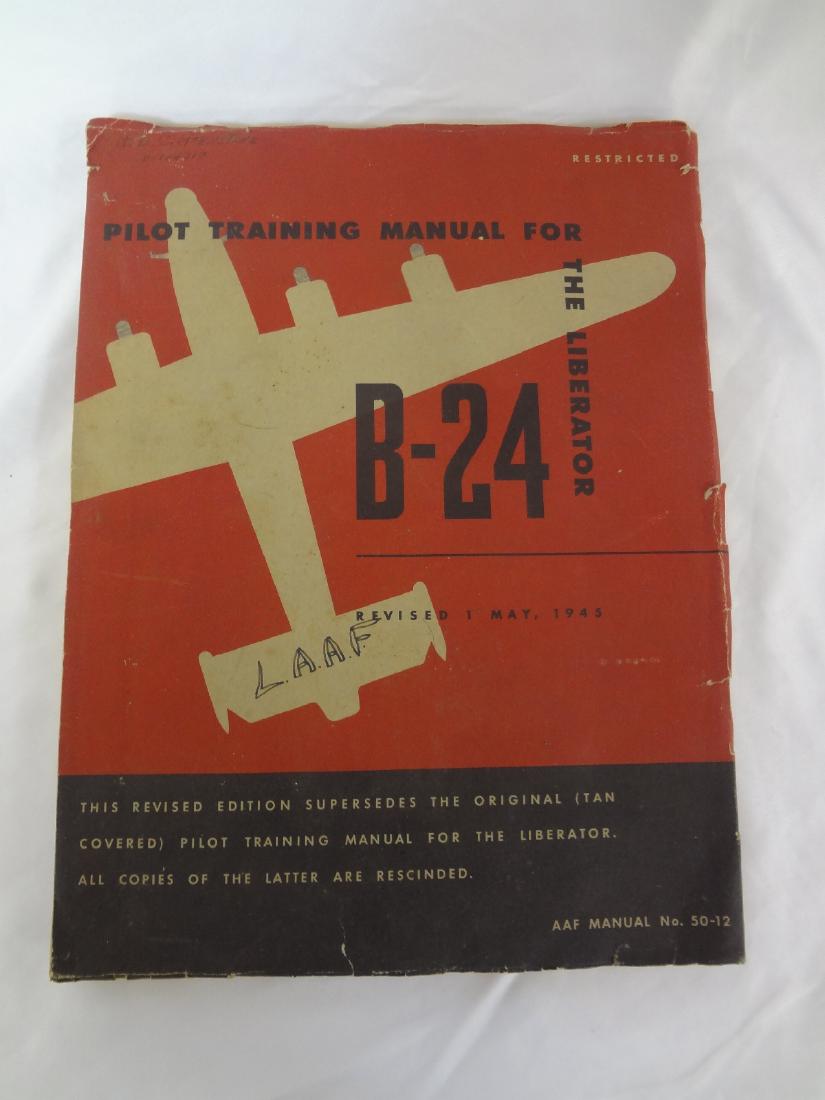 RESTRICTED
PILOT TRAINING MANUAL FOR
THE LIBERATOR
B-24
REVISED 1 MAY, 1945
L.A.A.F
THIS REVISED EDITION SUPERSEDES THE ORIGINAL (TAN
COVERED) PILOT TRAINING MANUAL FOR THE LIBERATOR.
ALL COPIES OF THE LATTER ARE RESCINDED.
AAF MANUAL No. 50-12